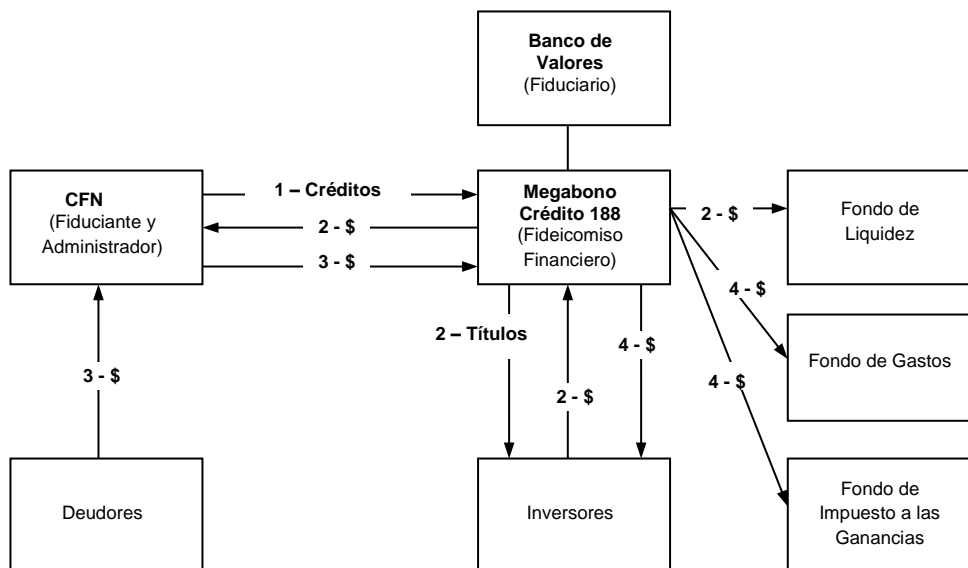 Banco de
Valores
(Fiduciario)
CFN
(Fiduciante y
Administrador)
1 – Créditos
2 - $
3 - $
Megabono
Crédito 188
(Fideicomiso
Financiero)
2 - $
Fondo de
Liquidez
4 - $
Fondo de Gastos
4 - $
Fondo de
Impuesto a las
Ganancias
2 – Títulos
4 - $
2 - $
3 - $
Deudores
Inversores